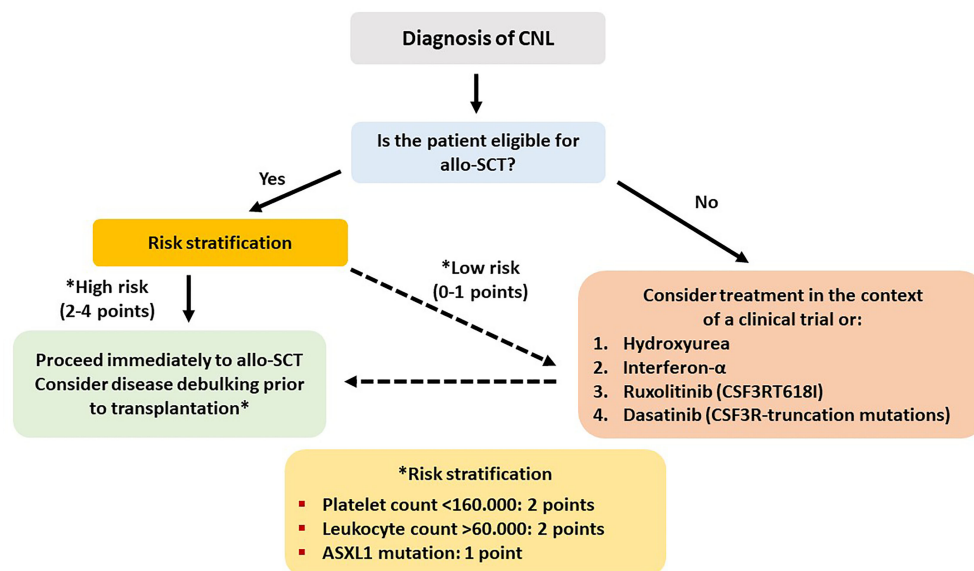 Diagnosis of CNL
Is the patient eligible for
allo-SCT?
Yes
No
Risk stratification
*High risk
(2-4 points)
*Low risk
(0-1 points)
Proceed immediately to allo-SCT
Consider disease debulking prior
to transplantation*
Consider treatment in the context
of a clinical trial or:
1. Hydroxyurea
2. Interferon-α
3. Ruxolitinib (CSF3RT618I)
4. Dasatinib (CSF3R-truncation mutations)
*Risk stratification
▪ Platelet count <160.000: 2 points
▪ Leukocyte count >60.000: 2 points
▪ ASXL1 mutation: 1 point